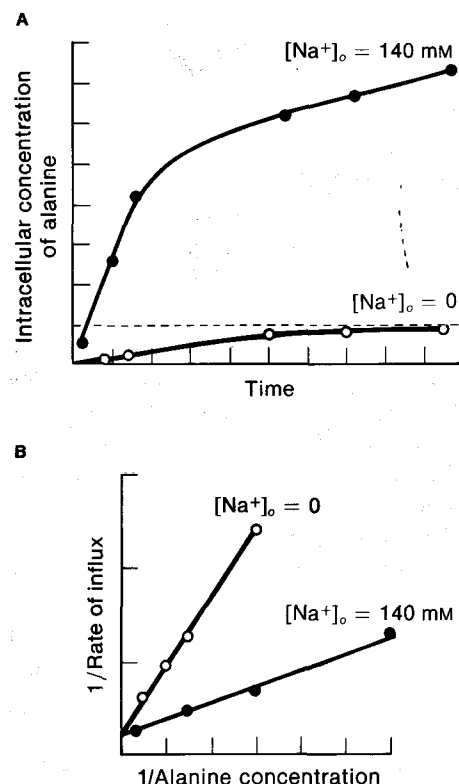 A
[Na⁺]ₒ = 140 mM
Intracellular concentration
of alanine
[Na⁺]ₒ = 0
Time
B
[Na⁺]ₒ = 0
[Na⁺]ₒ = 140 mM
1/Rate of influx
1/Alanine concentration